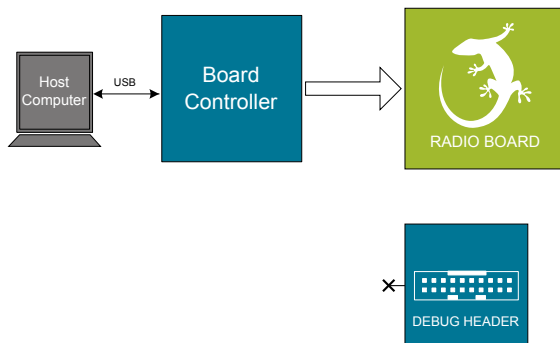 Host
Computer
USB
Board
Controller
RADIO BOARD
DEBUG HEADER